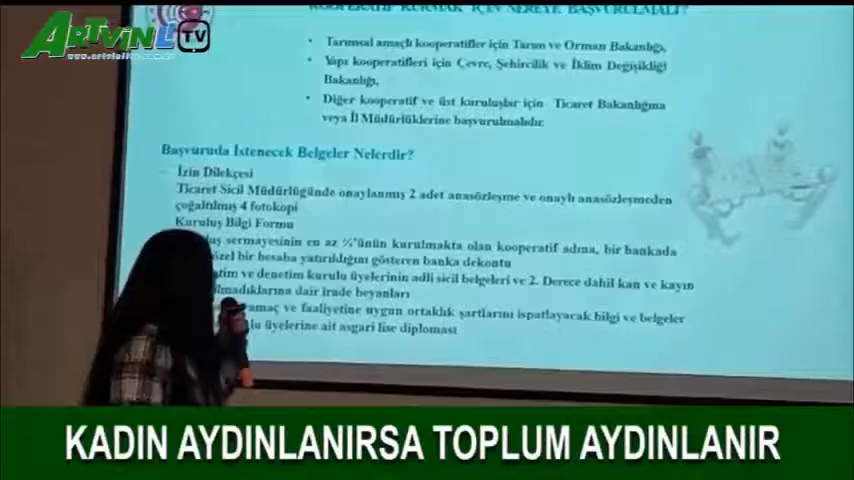 ARTVİN L TV
www.artvinlitv.com.tr
KOOPERATİF KURMAK İÇİN NEREYE BAŞVURULMALI?
• Tarımsal amaçlı kooperatifler için Tarım ve Orman Bakanlığı,
• Yapı kooperatifleri için Çevre, Şehircilik ve İklim Değişikliği
Bakanlığı,
• Diğer kooperatif ve üst kuruluşlar için Ticaret Bakanlığına
veya İl Müdürlüklerine başvurulmalıdır.
Başvuruda İstenecek Belgeler Nelerdir?
İzin Dilekçesi
Ticaret Sicil Müdürlüğünde onaylanmış 2 adet anasözleşme ve onaylı anasözleşmeden
çoğaltılmış 4 fotokopi
Kuruluş Bilgi Formu
sermayesinin en az ¼'ünün kurulmakta olan kooperatif adına, bir bankada
özel bir hesaba yatırıldığını gösteren banka dekontu
ve denetim kurulu üyelerinin adli sicil belgeleri ve 2. Derece dahil kan ve kayın
olmadıklarına dair irade beyanları
amaç ve faaliyetine uygun ortaklık şartlarını ispatlayacak bilgi ve belgeler
üyelerine ait asgari lise diploması
KADIN AYDINLANIRSA TOPLUM AYDINLANIR